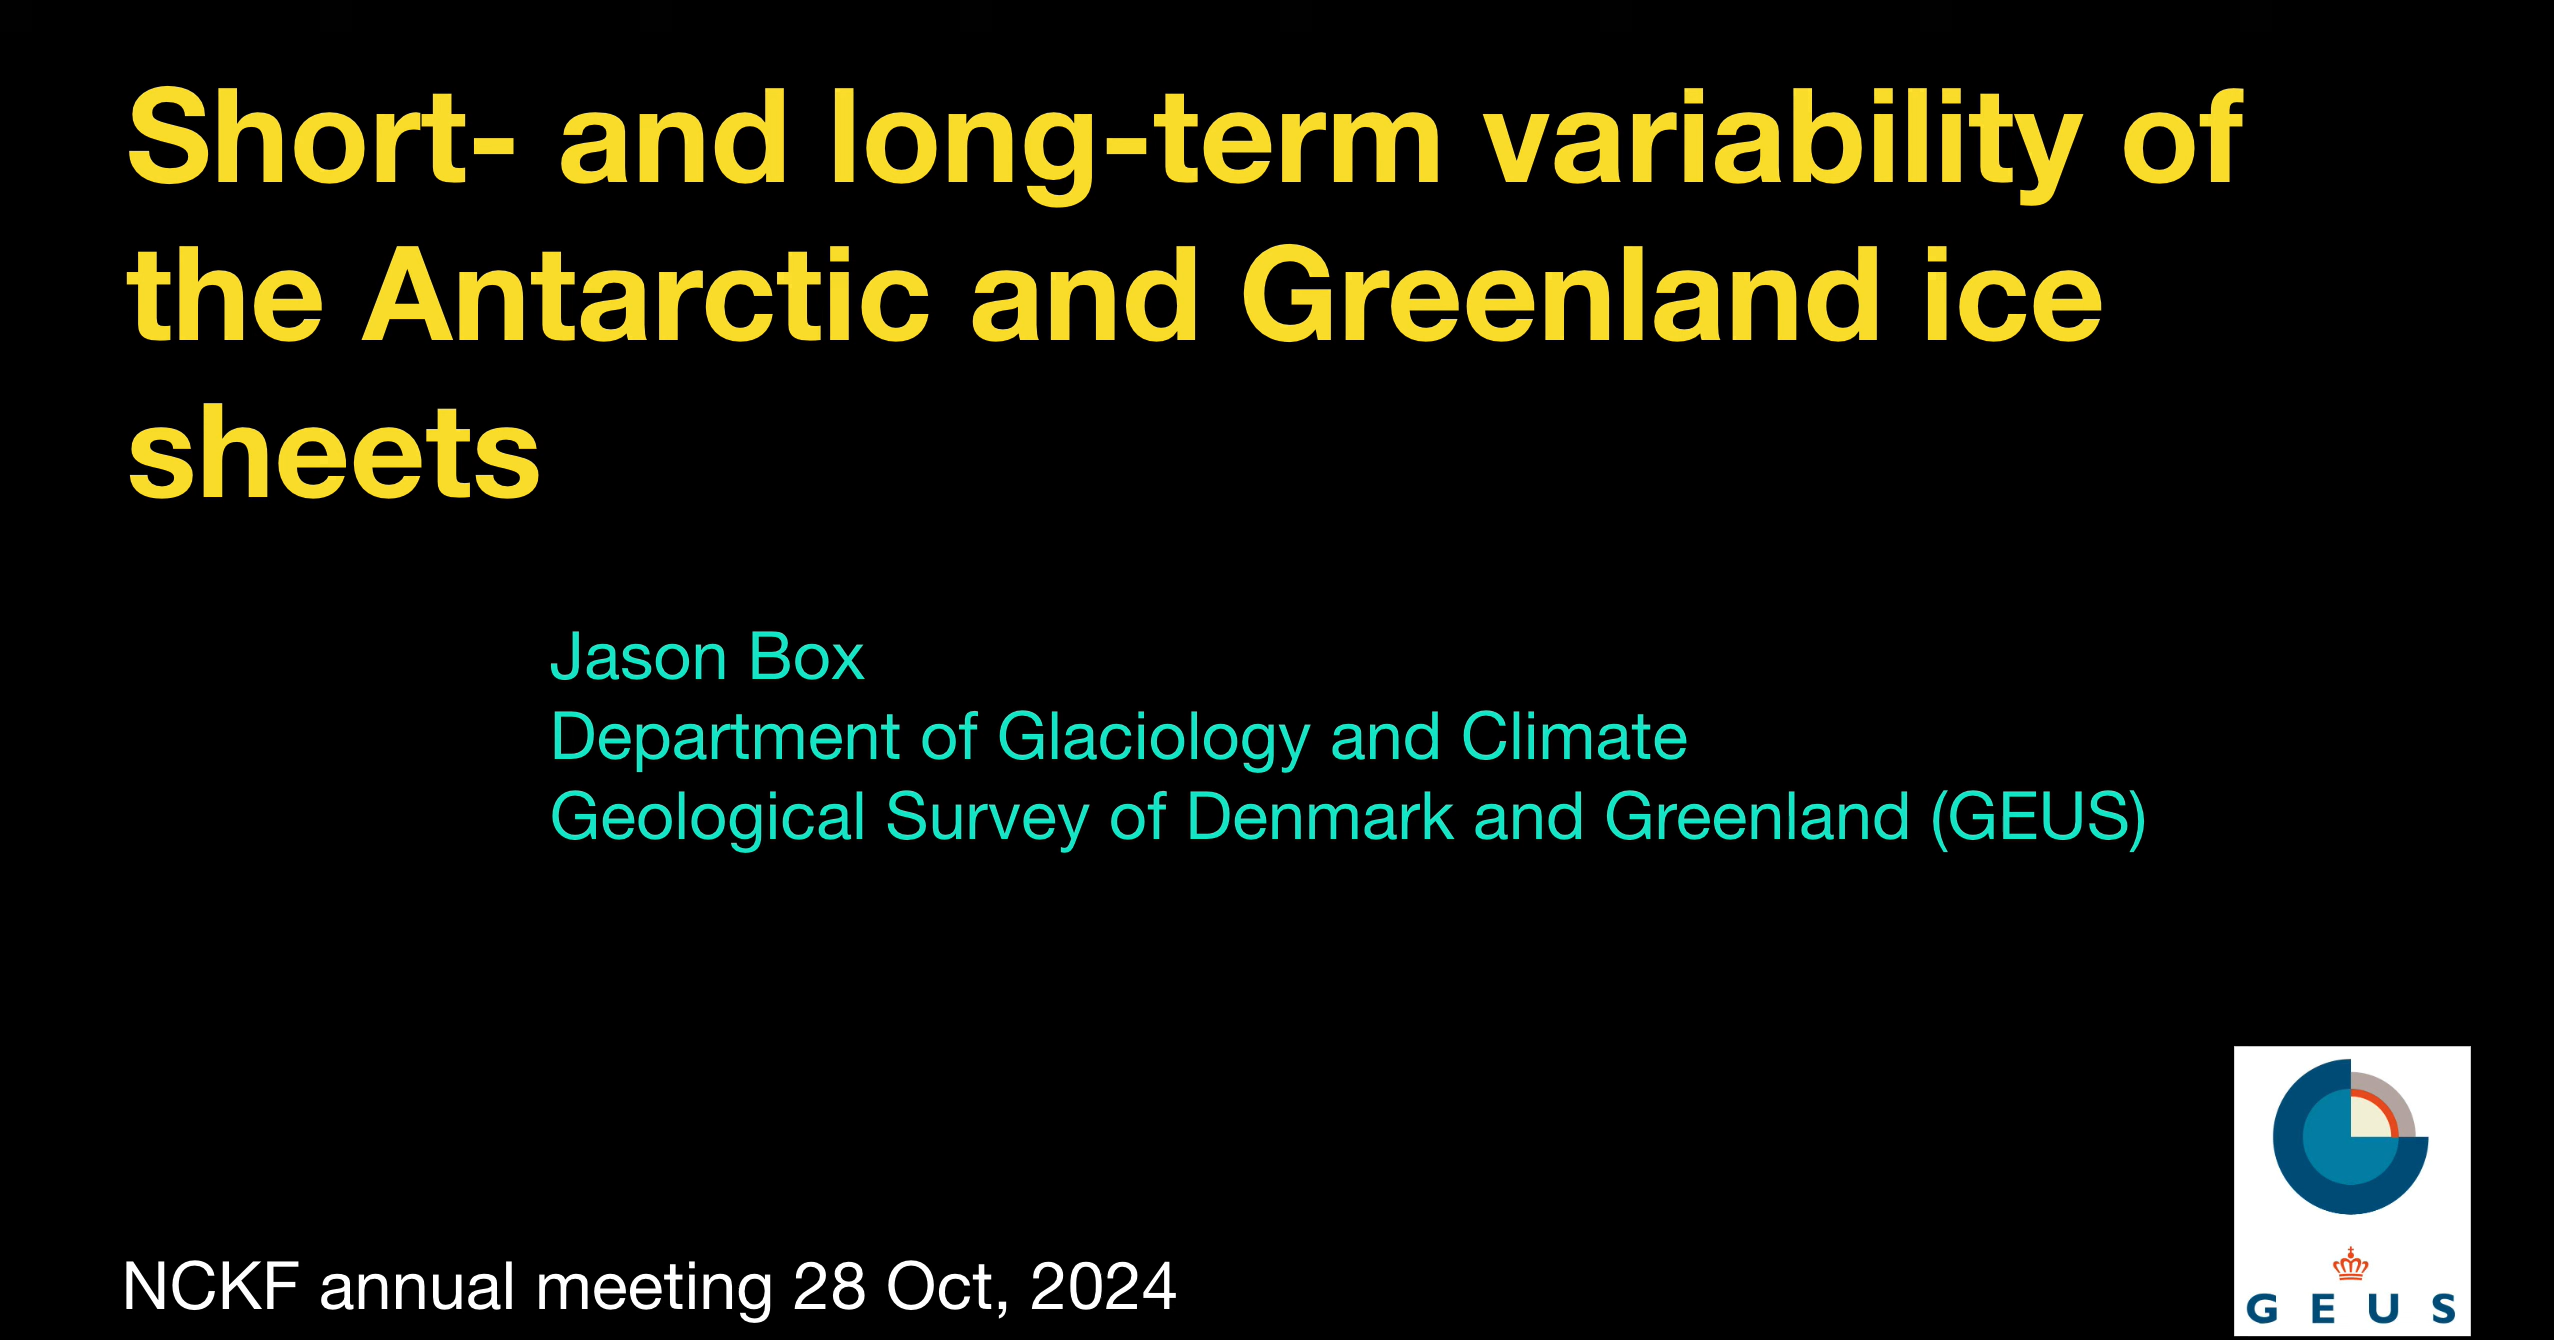 Short- and long-term variability of
the Antarctic and Greenland ice
sheets
Jason Box
Department of Glaciology and Climate
Geological Survey of Denmark and Greenland (GEUS)
NCKF annual meeting 28 Oct, 2024
G E U S